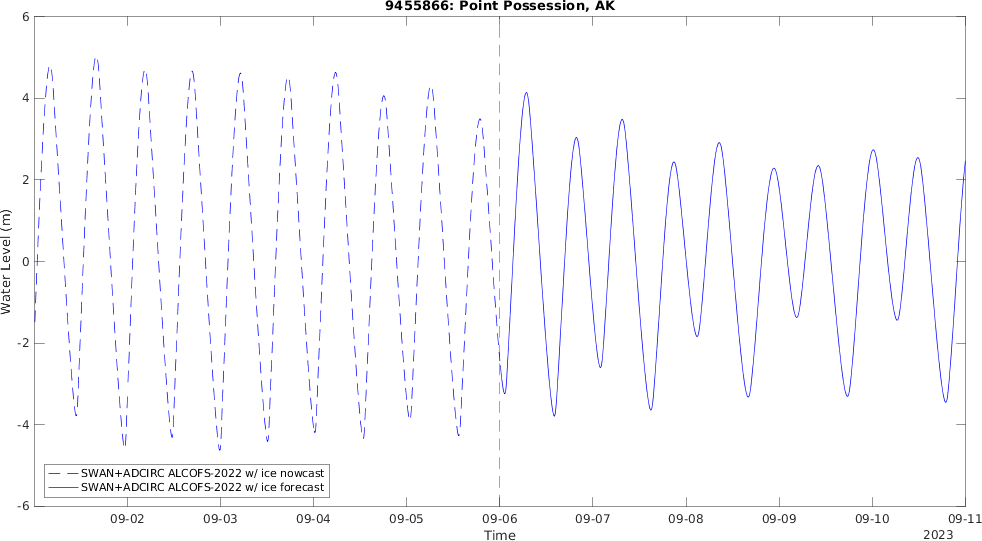 9455866: Point Possession, AK
6
4
2
0
-2
-4
-6
Water Level (m)
SWAN+ADCIRC ALCOFS-2022 w/ ice nowcast
SWAN+ADCIRC ALCOFS-2022 w/ ice forecast
09-02 09-03 09-04 09-05 09-06 09-07 09-08 09-09 09-10 09-11
Time
2023